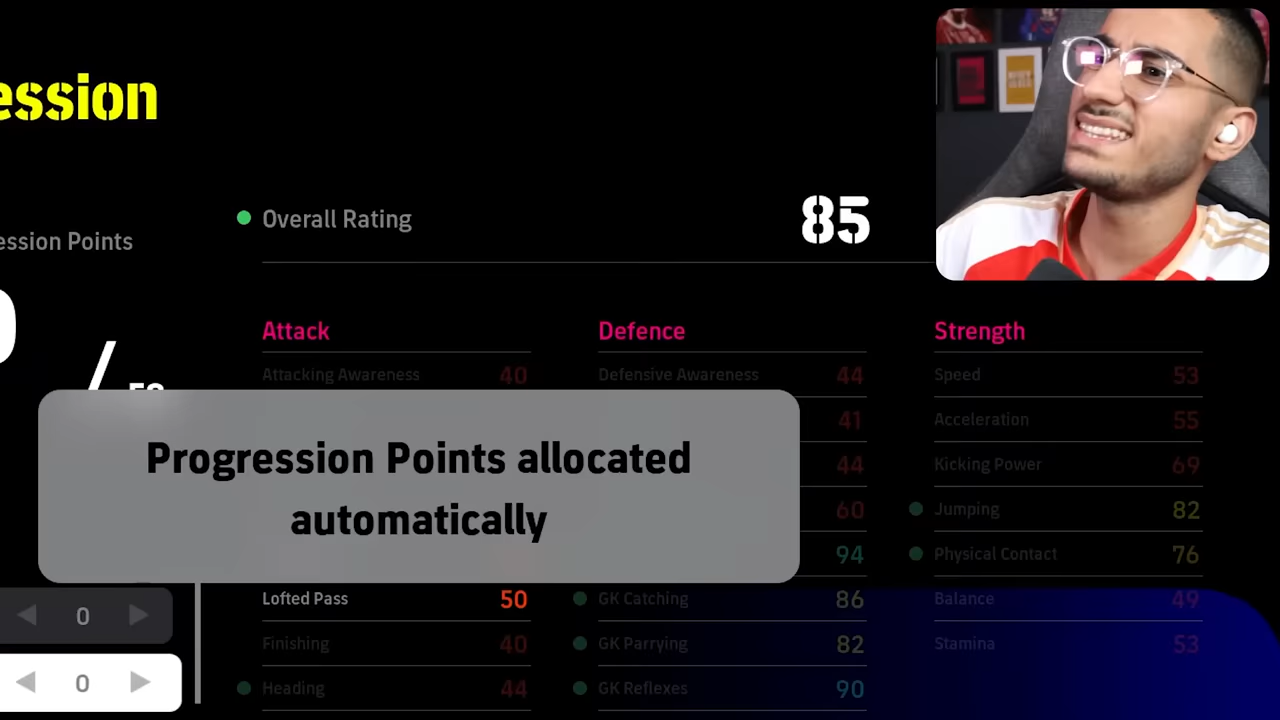 ession
Overall Rating 85
ession Points
/
Attack Defence Strength
Attacking Awareness 40 Defensive Awareness 44 Speed 53
41 Acceleration 55
44 Kicking Power 69
60 Jumping 82
94 Physical Contact 76
Progression Points allocated
automatically
0 Lofted Pass 50 GK Catching 86 Balance 49
Finishing 40 GK Parrying 82 Stamina 53
0 Heading 44 GK Reflexes 90